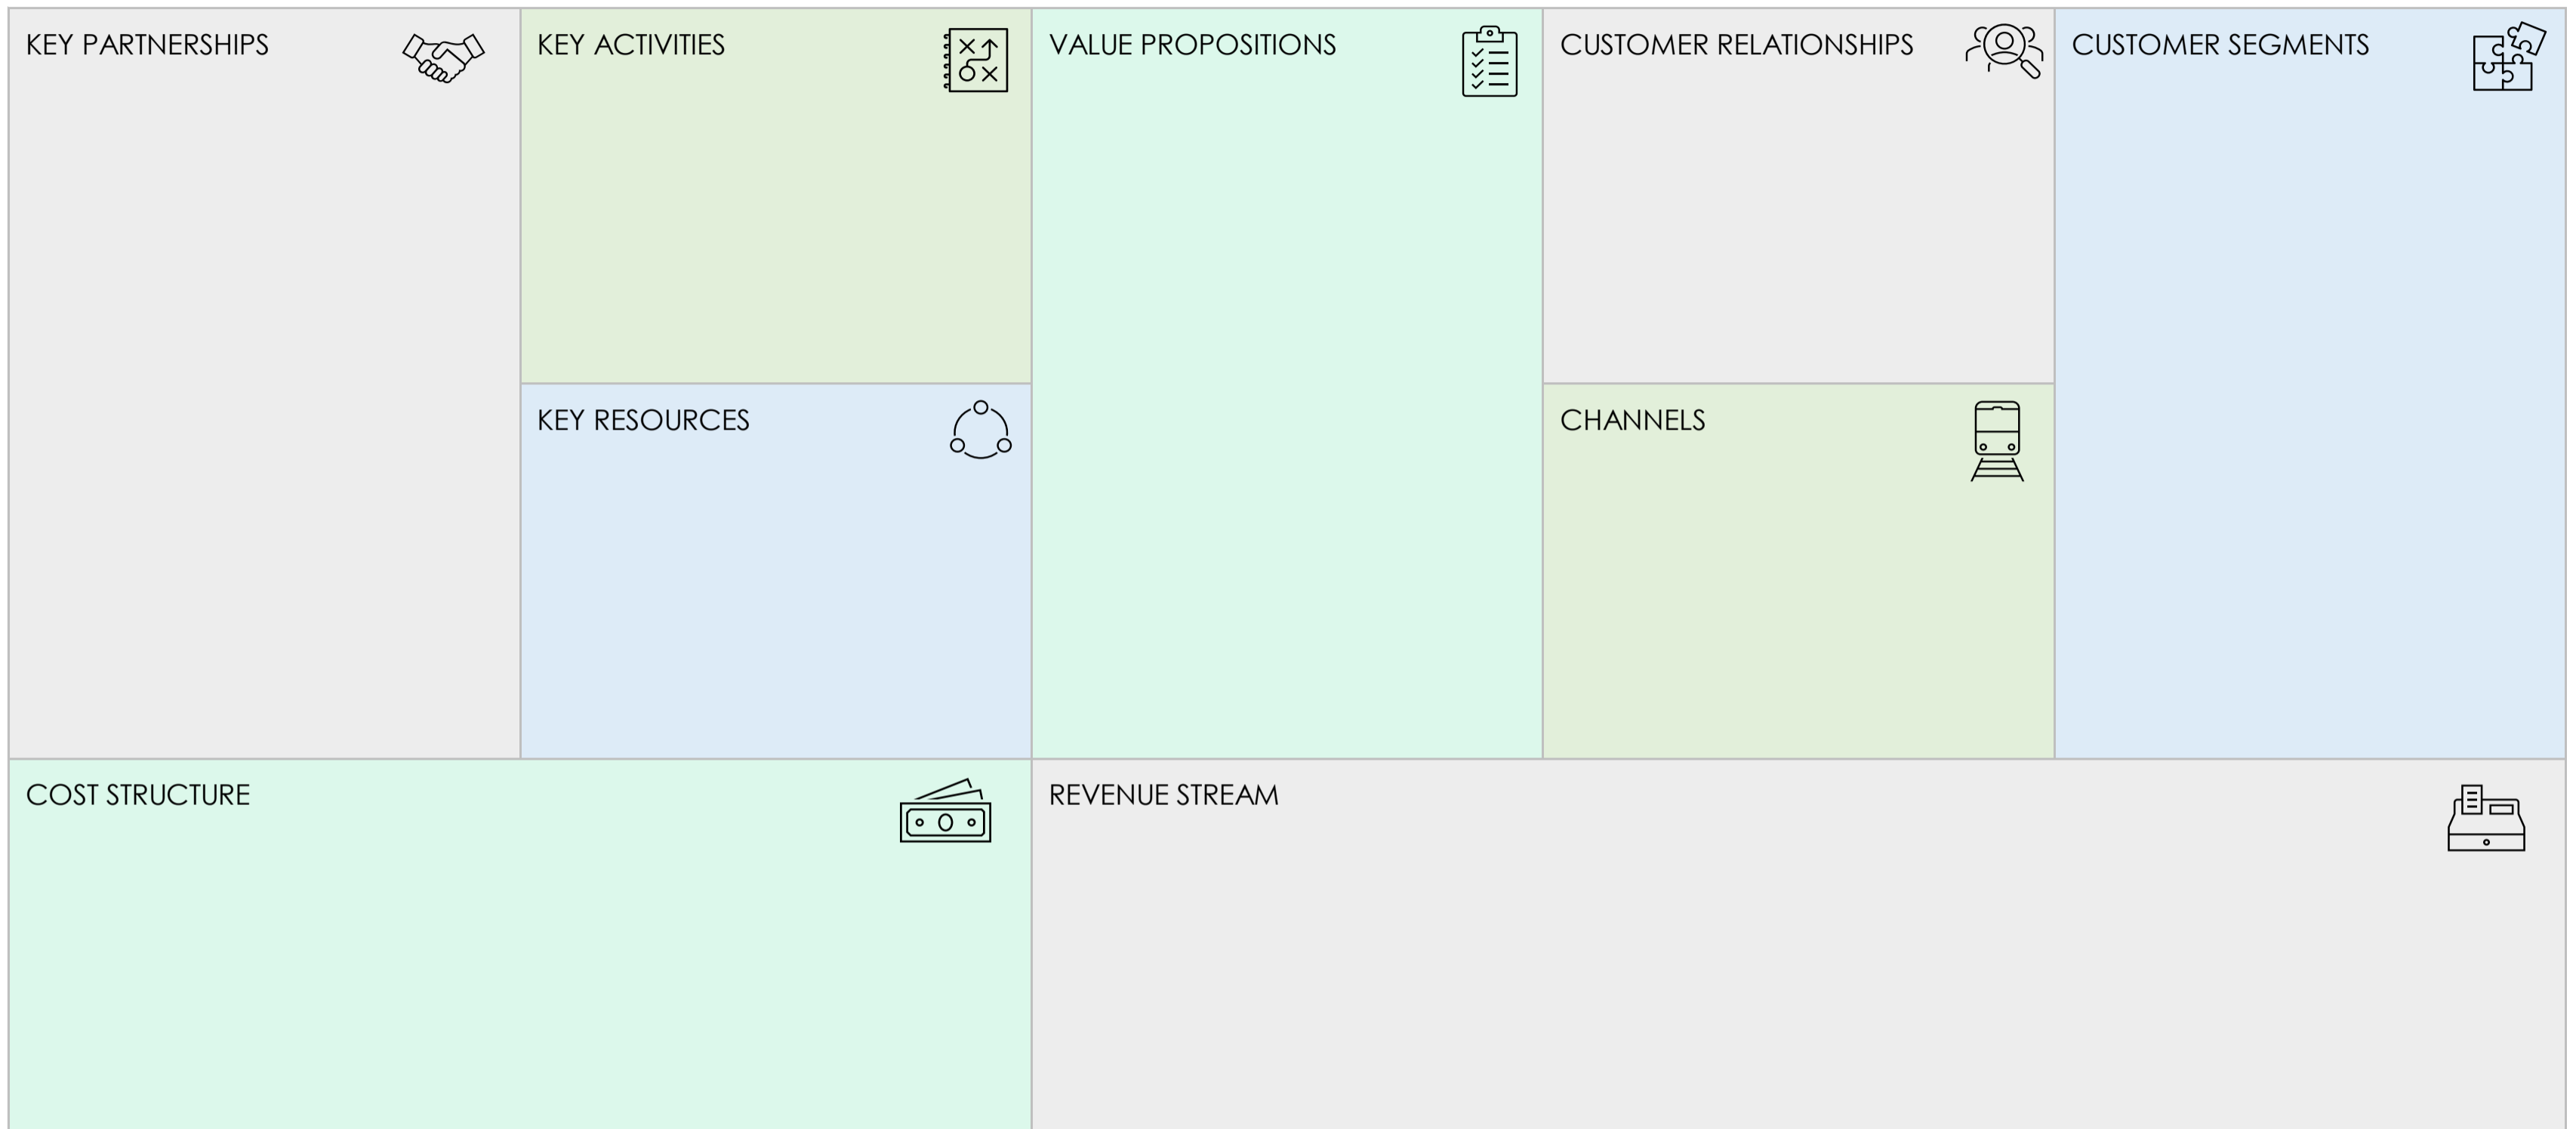 KEY PARTNERSHIPS
KEY ACTIVITIES
VALUE PROPOSITIONS
CUSTOMER RELATIONSHIPS
CUSTOMER SEGMENTS
KEY RESOURCES
CHANNELS
COST STRUCTURE
REVENUE STREAM